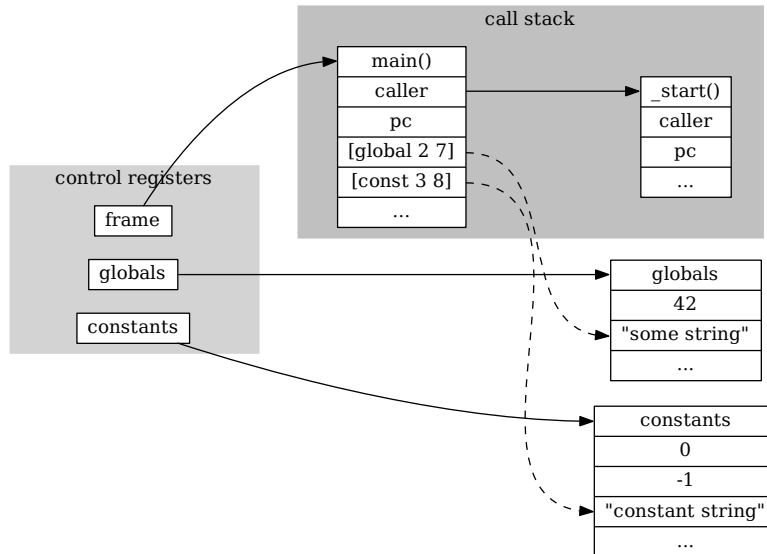 call stack
main()
caller
pc
[global 2 7]
[const 3 8]
...
_start()
caller
pc
...
control registers
frame
globals
constants
globals
42
"some string"
...
constants
0
-1
"constant string"
...